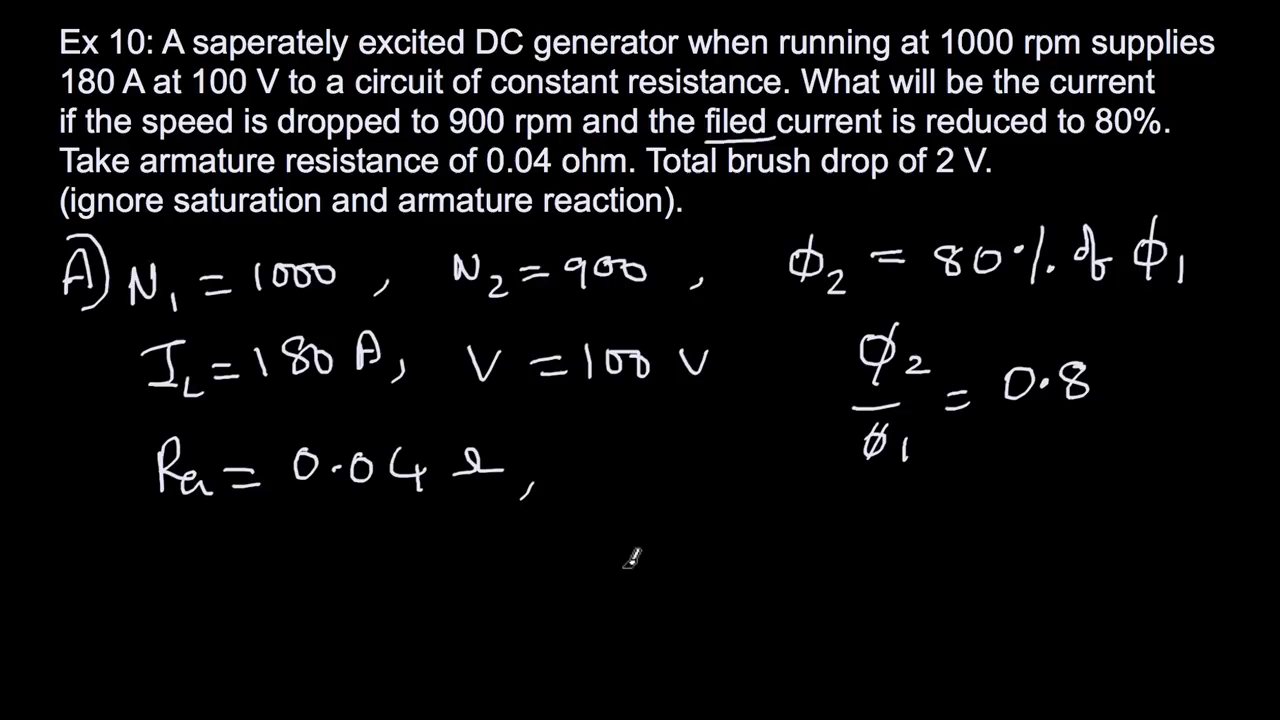 Ex 10: A saperately excited DC generator when running at 1000 rpm supplies
180 A at 100 V to a circuit of constant resistance. What will be the current
if the speed is dropped to 900 rpm and the filed current is reduced to 80%.
Take armature resistance of 0.04 ohm. Total brush drop of 2 V.
(ignore saturation and armature reaction).
A) N₁ = 1000 , N₂ = 900 , ϕ₂ = 80 % of ϕ₁
I_L = 180 A, V = 100 V
ϕ₂/ϕ₁ = 0.8
Ra = 0.04 Ω ,